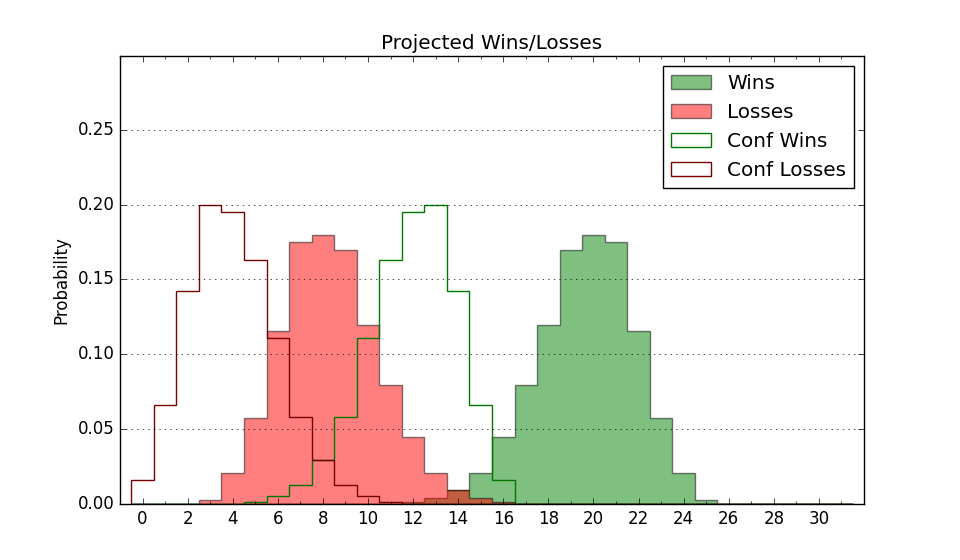 Projected Wins/Losses
Wins
Losses
Conf Wins
Conf Losses
Probability
0.25
0.20
0.15
0.10
0.05
0.00
0 2 4 6 8 10 12 14 16 18 20 22 24 26 28 30